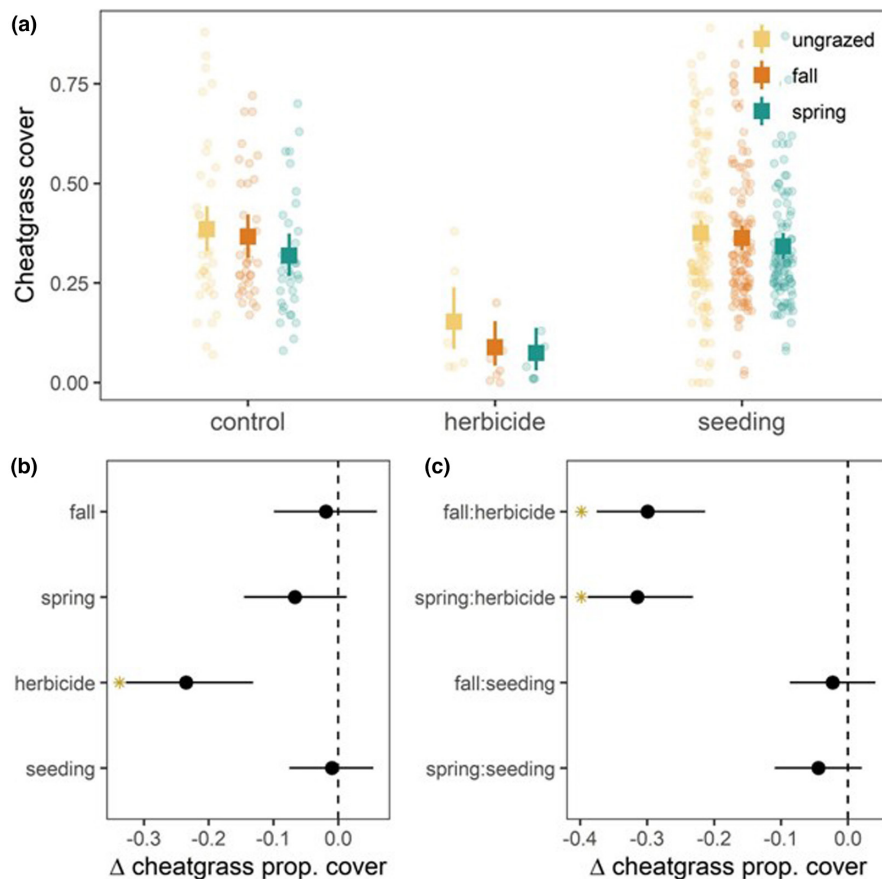 (a)
Cheatgrass cover
0.75
0.50
0.25
0.00
ungrazed
fall
spring
control herbicide seeding
(b)
fall
spring
herbicide
seeding
-0.3 -0.2 -0.1 0.0
Δ cheatgrass prop. cover
(c)
fall:herbicide
spring:herbicide
fall:seeding
spring:seeding
-0.4 -0.3 -0.2 -0.1 0.0
Δ cheatgrass prop. cover